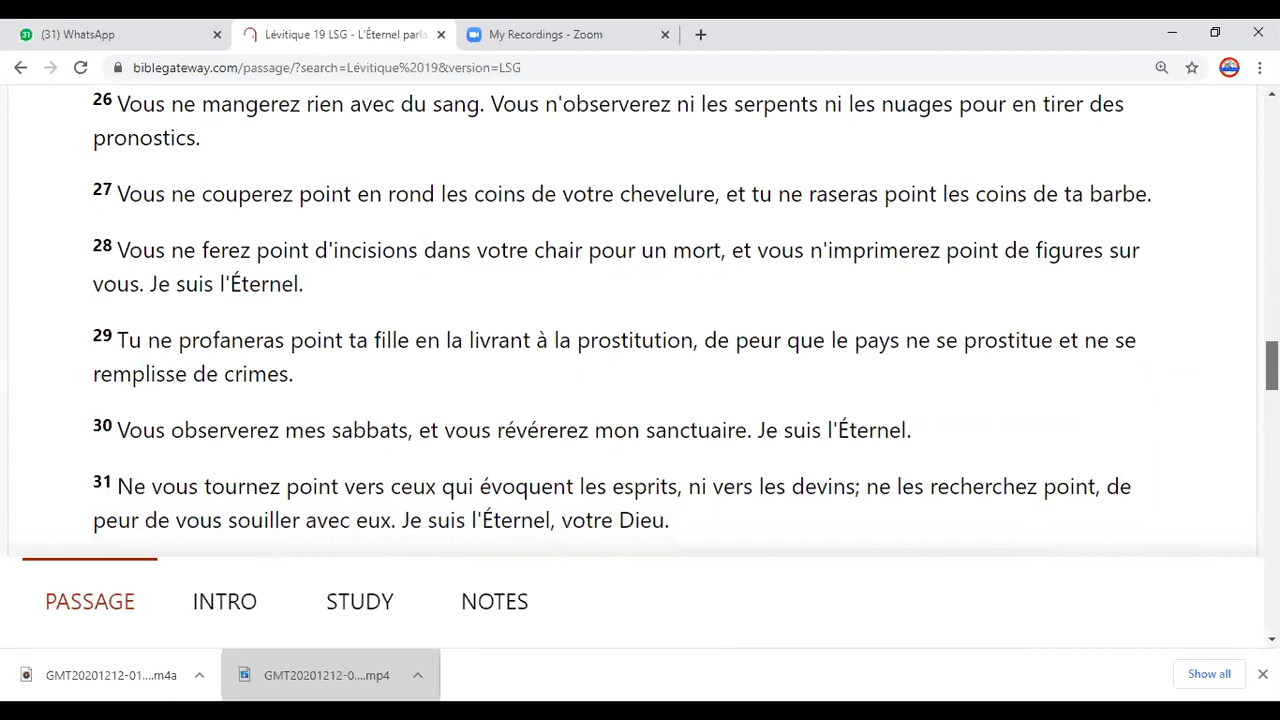 (31) WhatsApp
Lévitique 19 LSG - L'Éternel parla
My Recordings - Zoom
biblegateway.com/passage/?search=Lévitique%2019&version=LSG
26 Vous ne mangerez rien avec du sang. Vous n'observerez ni les serpents ni les nuages pour en tirer des
pronostics.
27 Vous ne couperez point en rond les coins de votre chevelure, et tu ne raseras point les coins de ta barbe.
28 Vous ne ferez point d'incisions dans votre chair pour un mort, et vous n'imprimerez point de figures sur
vous. Je suis l'Éternel.
29 Tu ne profaneras point ta fille en la livrant à la prostitution, de peur que le pays ne se prostitue et ne se
remplisse de crimes.
30 Vous observerez mes sabbats, et vous révérerez mon sanctuaire. Je suis l'Éternel.
31 Ne vous tournez point vers ceux qui évoquent les esprits, ni vers les devins; ne les recherchez point, de
peur de vous souiller avec eux. Je suis l'Éternel, votre Dieu.
PASSAGE INTRO STUDY NOTES
GMT20201212-01....m4a
GMT20201212-0....mp4
Show all